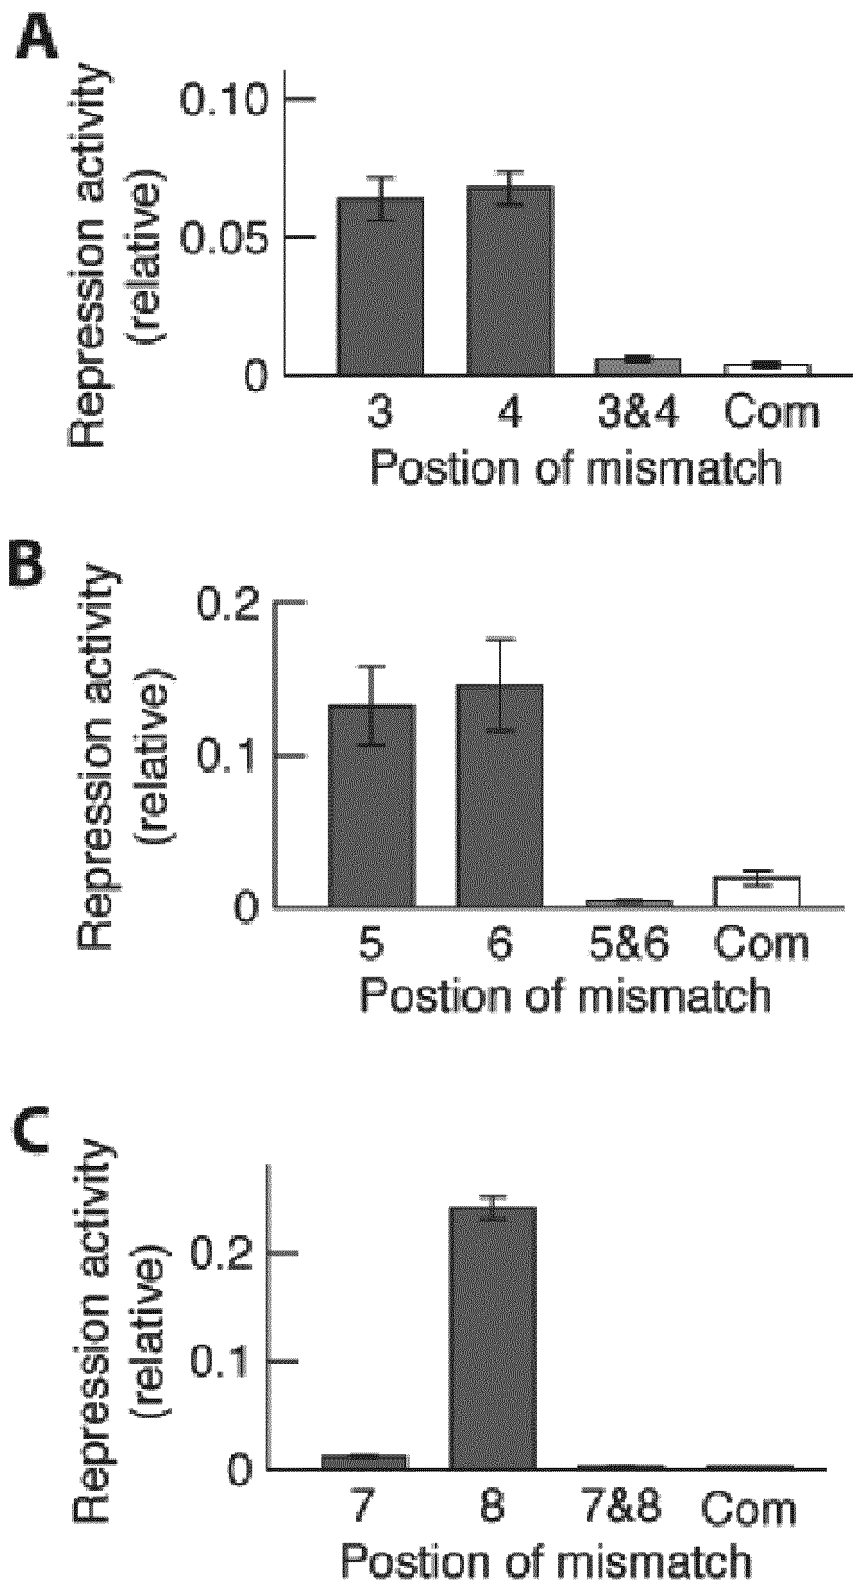 A
Repression activity
(relative)
0.10
0.05
0
3 4 3&4 Com
Postion of mismatch
B
Repression activity
(relative)
0.2
0.1
0
5 6 5&6 Com
Postion of mismatch
C
Repression activity
(relative)
0.2
0.1
0
7 8 7&8 Com
Postion of mismatch